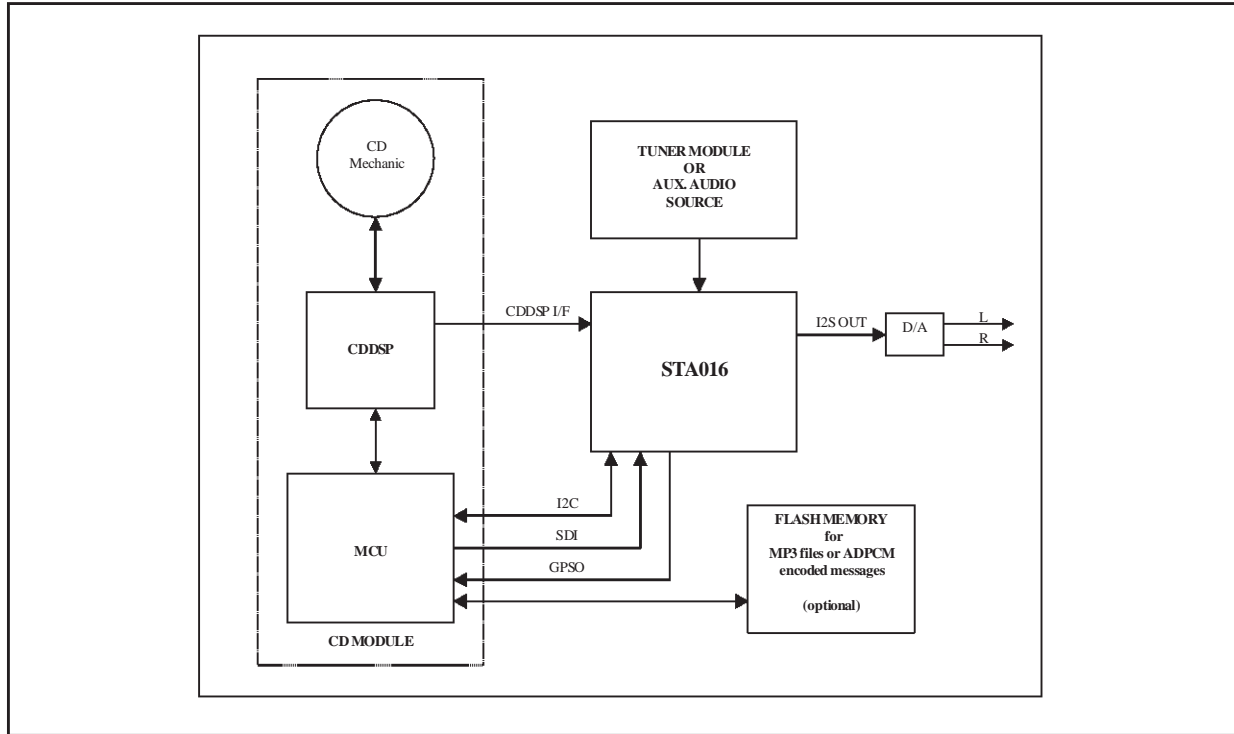 CD
Mechanic
TUNER MODULE
OR
AUX. AUDIO
SOURCE
CDDSP I/F
CDDSP
STA016
I2S OUT
D/A
L
R
I2C
SDI
GPSO
MCU
CD MODULE
FLASH MEMORY
for
MP3 files or ADPCM
encoded messages
(optional)